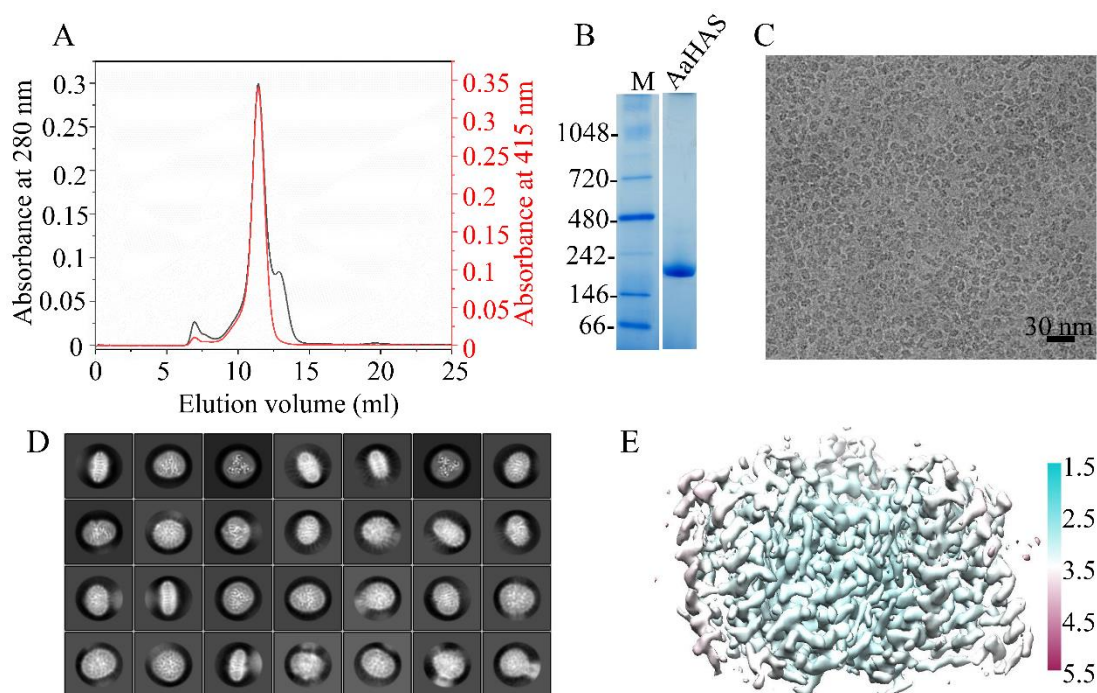 A
Absorbance at 280 nm
0.3
0.25
0.2
0.15
0.1
0.05
0
0.35
0.3
0.25
0.2
0.15
0.1
0.05
0
Absorbance at 415 nm
0 5 10 15 20 25
Elution volume (ml)
B
M AaHAS
1048-
720-
480-
242-
146-
66-
C
30 nm
D
E
1.5
2.5
3.5
4.5
5.5